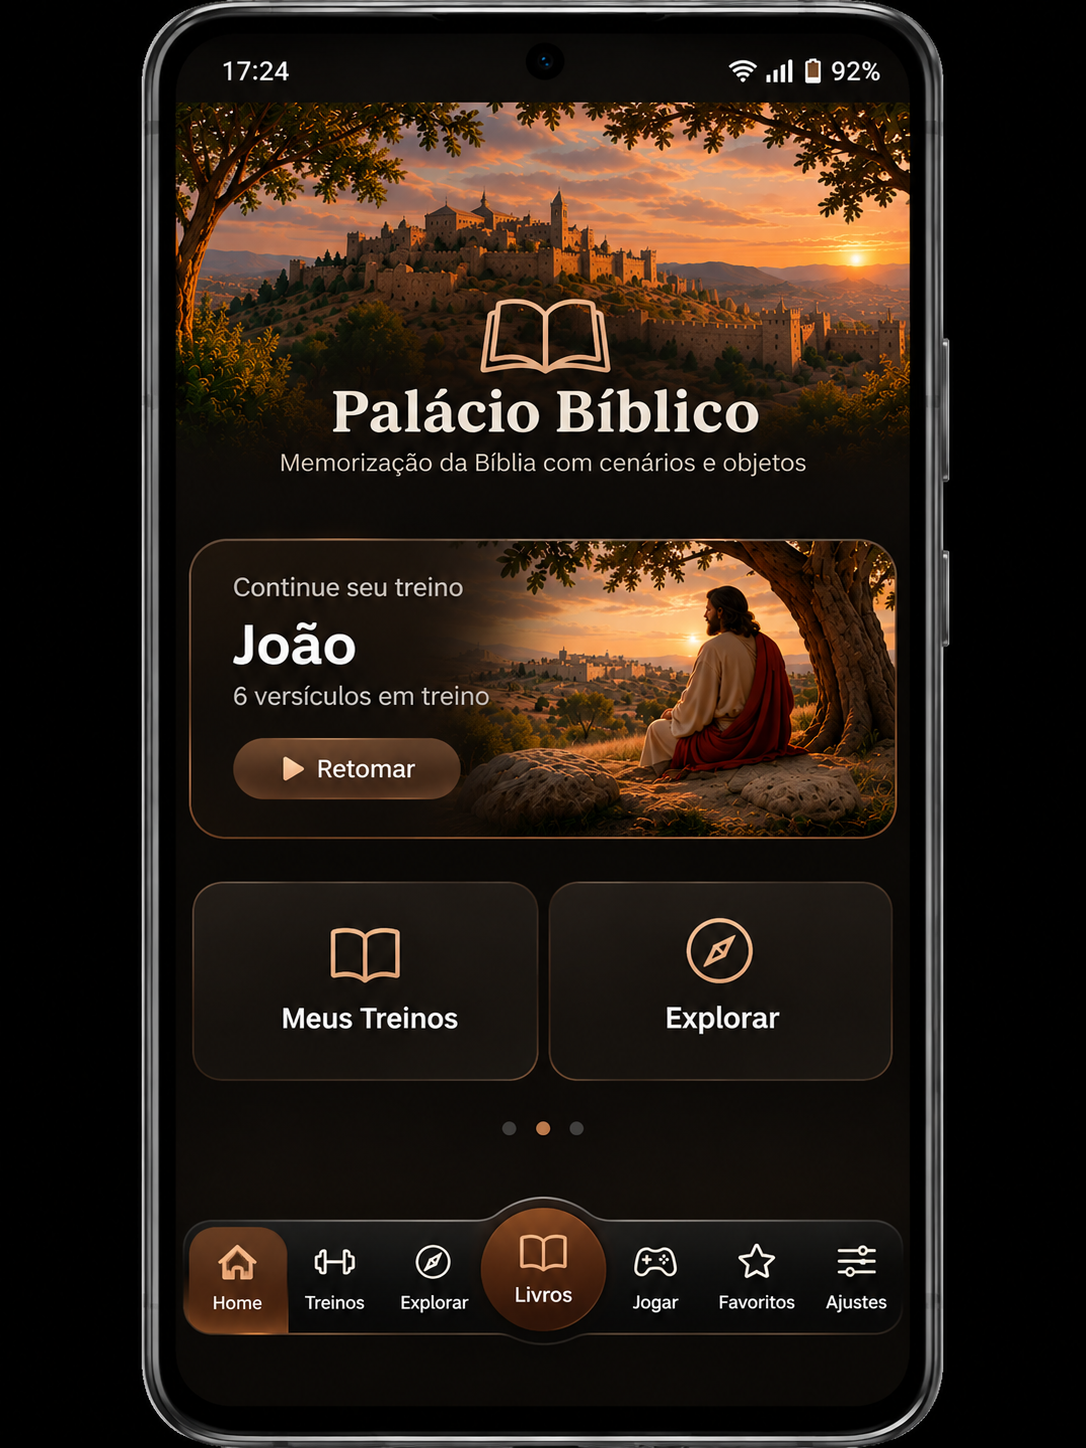 17:24 92%
Palácio Bíblico
Memorização da Bíblia com cenários e objetos
Continue seu treino
João
6 versículos em treino
Retomar
Meus Treinos
Explorar
Home
Treinos
Explorar
Livros
Jogar
Favoritos
Ajustes